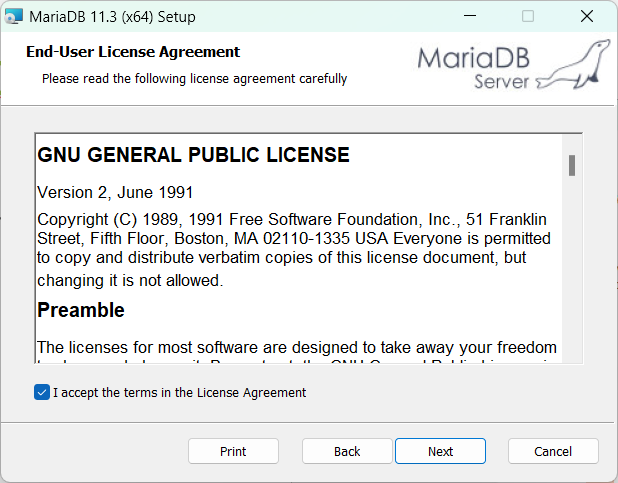 MariaDB 11.3 (x64) Setup
End-User License Agreement
Please read the following license agreement carefully
MariaDB
Server
GNU GENERAL PUBLIC LICENSE
Version 2, June 1991
Copyright (C) 1989, 1991 Free Software Foundation, Inc., 51 Franklin
Street, Fifth Floor, Boston, MA 02110-1335 USA Everyone is permitted
to copy and distribute verbatim copies of this license document, but
changing it is not allowed.
Preamble
The licenses for most software are designed to take away your freedom
I accept the terms in the License Agreement
Print
Back
Next
Cancel